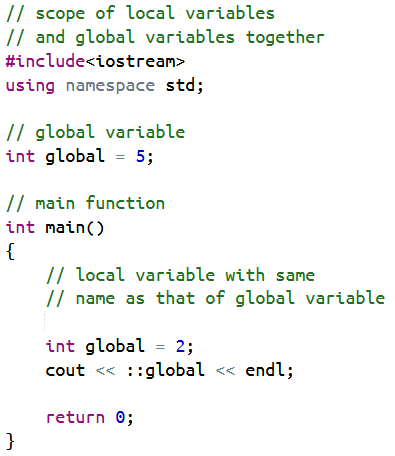 // scope of local variables
// and global variables together
#include<iostream>
using namespace std;
// global variable
int global = 5;
// main function
int main()
{
// local variable with same
// name as that of global variable
int global = 2;
cout << ::global << endl;
return 0;
}